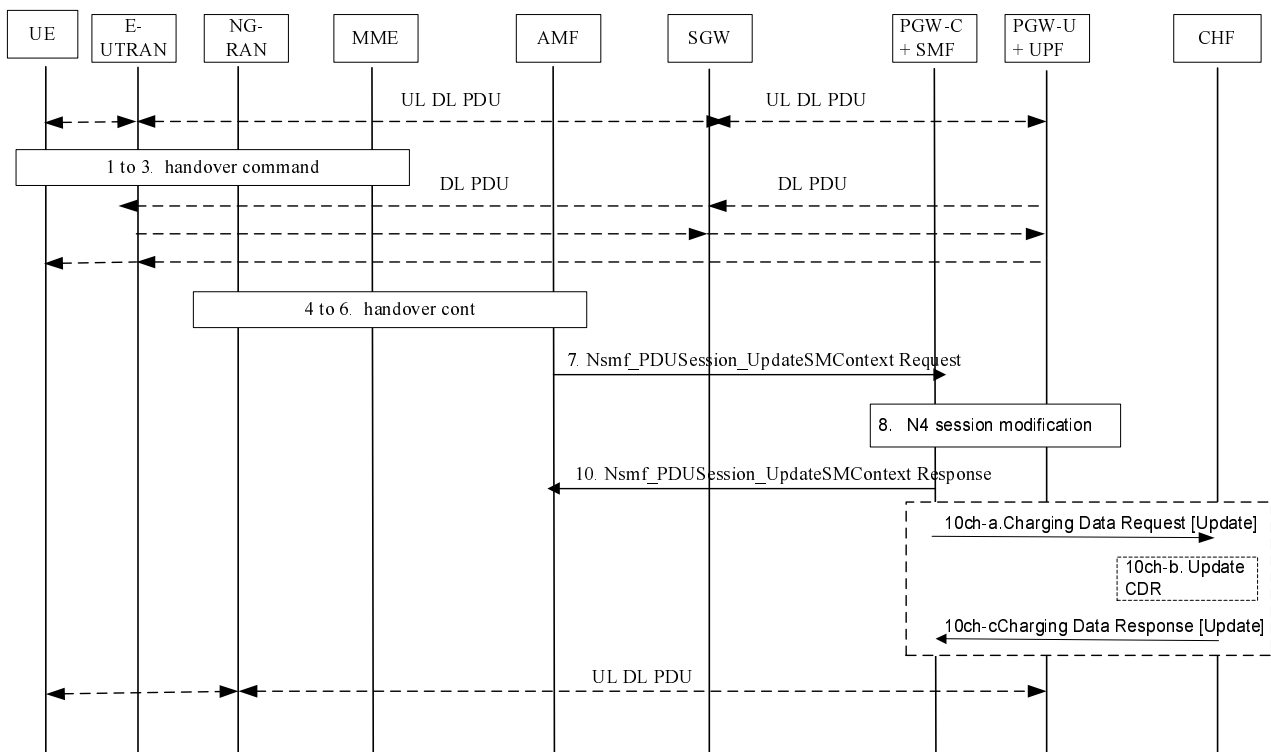 UE
E-
UTRAN
NG-
RAN
MME
AMF
SGW
PGW-C
+ SMF
PGW-U
+ UPF
CHF
UL DL PDU
UL DL PDU
1 to 3. handover command
DL PDU
DL PDU
4 to 6. handover cont
7. Nsmf_PDUSession_UpdateSMContext Request
8. N4 session modification
10. Nsmf_PDUSession_UpdateSMContext Response
10ch-a.Charging Data Request [Update]
10ch-b. Update
CDR
10ch-cCharging Data Response [Update]
UL DL PDU